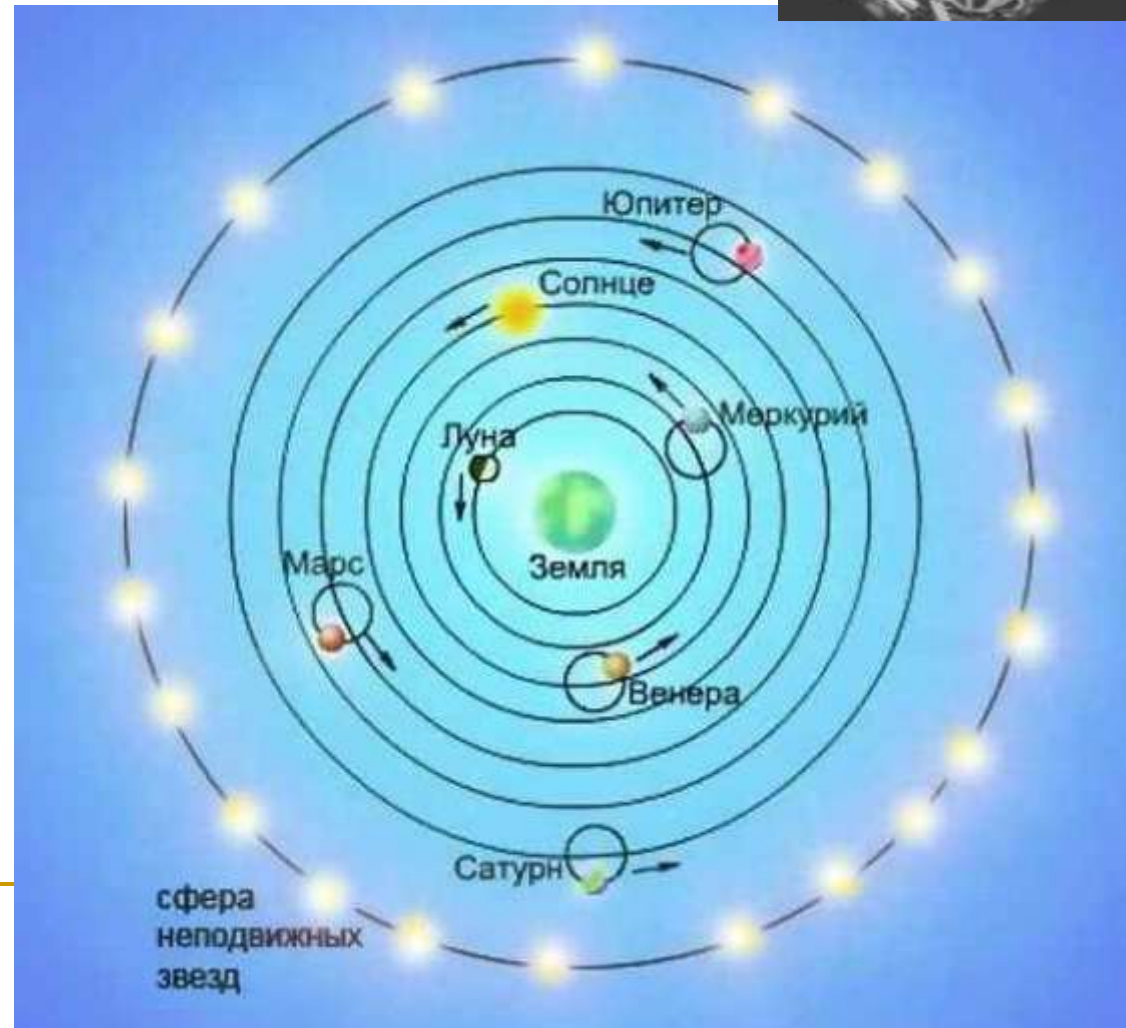 Юпитер
Солнце
Меркурий
Луна
Земля
Марс
Венера
Сатурн
сфера
неподвижных
звезд